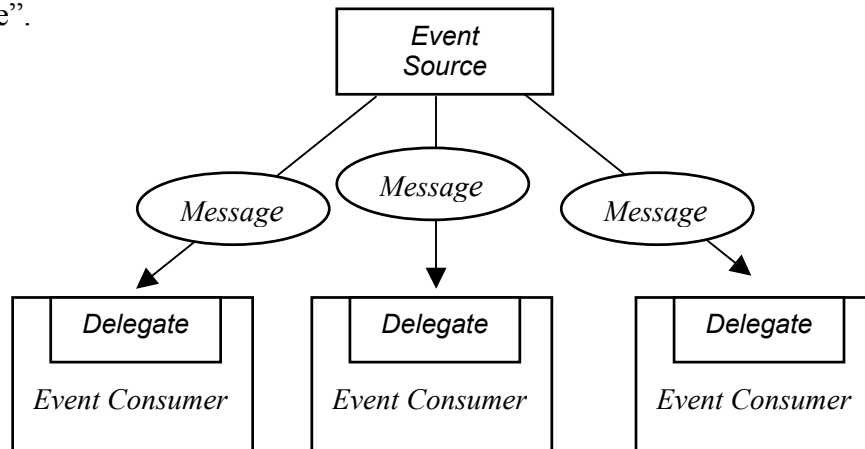 e”.
Event
Source
Message
Message
Message
Delegate
Delegate
Delegate
Event Consumer
Event Consumer
Event Consumer